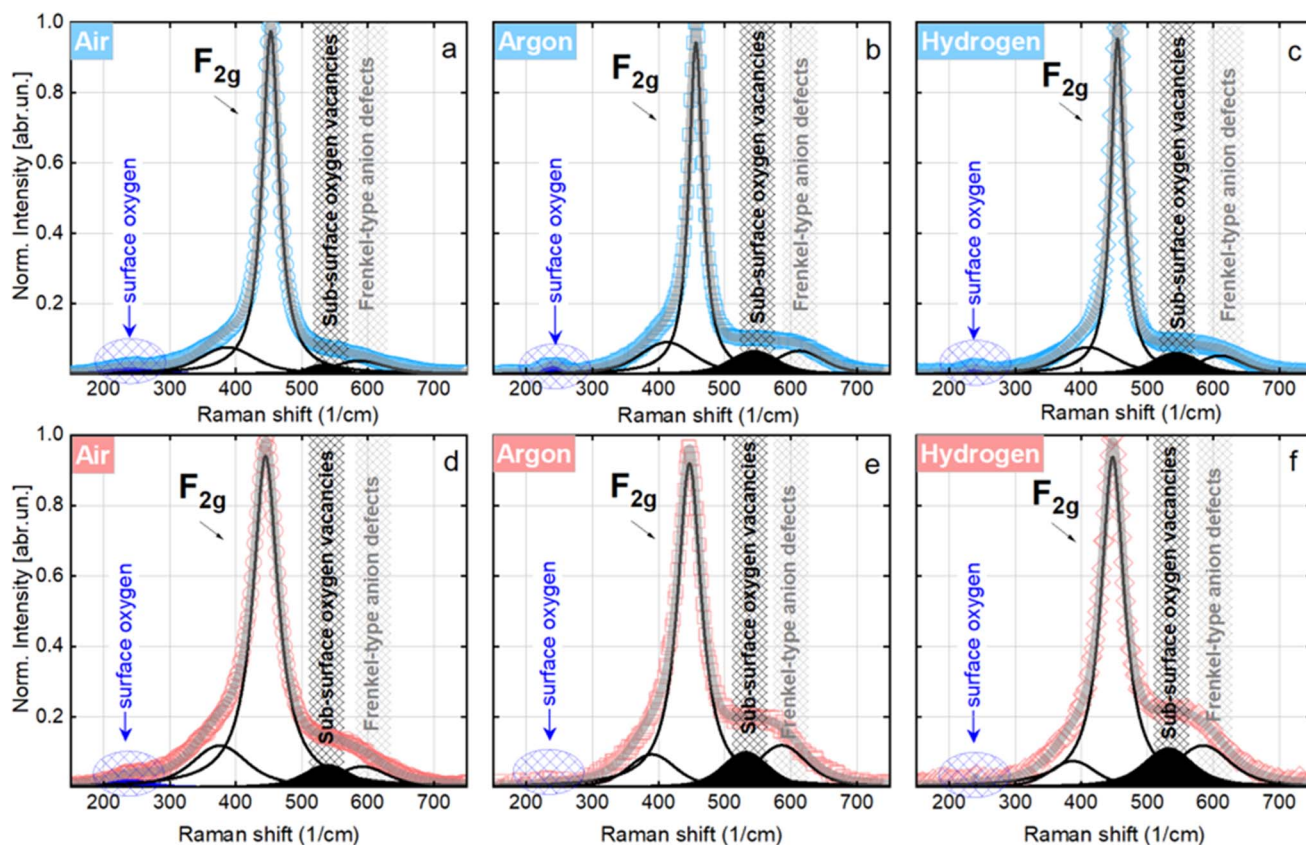 Air
a
F2g
surface oxygen
Sub-surface oxygen vacancies
Frenkel-type anion defects
Norm. Intensity [abr.un.]
1.0
0.8
0.6
0.4
0.2
200 300 400 500 600 700
Raman shift (1/cm)
Argon
b
F2g
surface oxygen
Sub-surface oxygen vacancies
Frenkel-type anion defects
200 300 400 500 600 700
Raman shift (1/cm)
Hydrogen
c
F2g
surface oxygen
Sub-surface oxygen vacancies
Frenkel-type anion defects
200 300 400 500 600 700
Raman shift (1/cm)
Air
d
F2g
surface oxygen
Sub-surface oxygen vacancies
Frenkel-type anion defects
Norm. Intensity [abr.un.]
1.0
0.8
0.6
0.4
0.2
200 300 400 500 600 700
Raman shift (1/cm)
Argon
e
F2g
surface oxygen
Sub-surface oxygen vacancies
Frenkel-type anion defects
200 300 400 500 600 700
Raman shift (1/cm)
Hydrogen
f
F2g
surface oxygen
Sub-surface oxygen vacancies
Frenkel-type anion defects
200 300 400 500 600 700
Raman shift (1/cm)